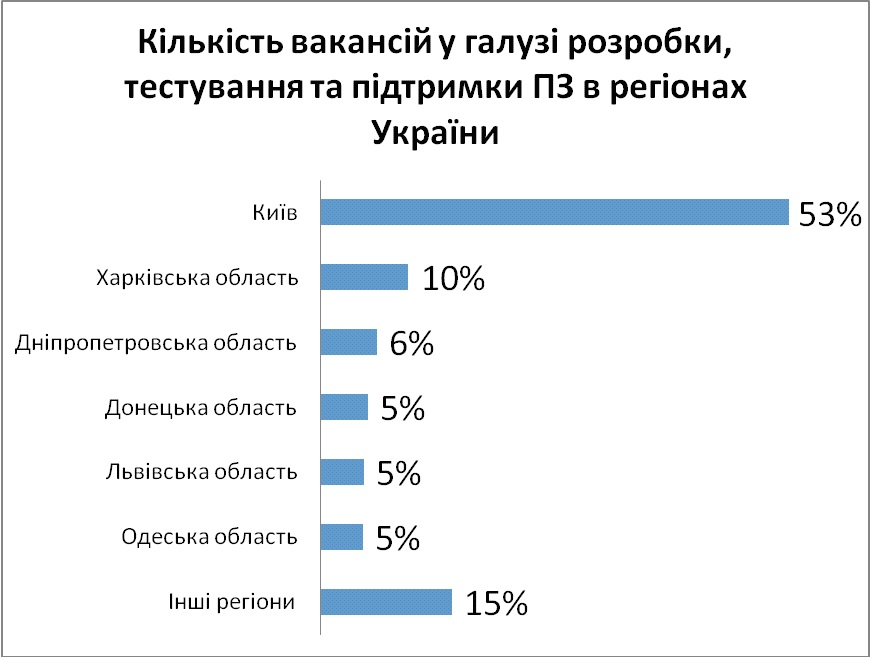 Кількість вакансій у галузі розробки,
тестування та підтримки ПЗ в регіонах
України
Київ 53%
Харківська область 10%
Дніпропетровська область 6%
Донецька область 5%
Львівська область 5%
Одеська область 5%
Інші регіони 15%